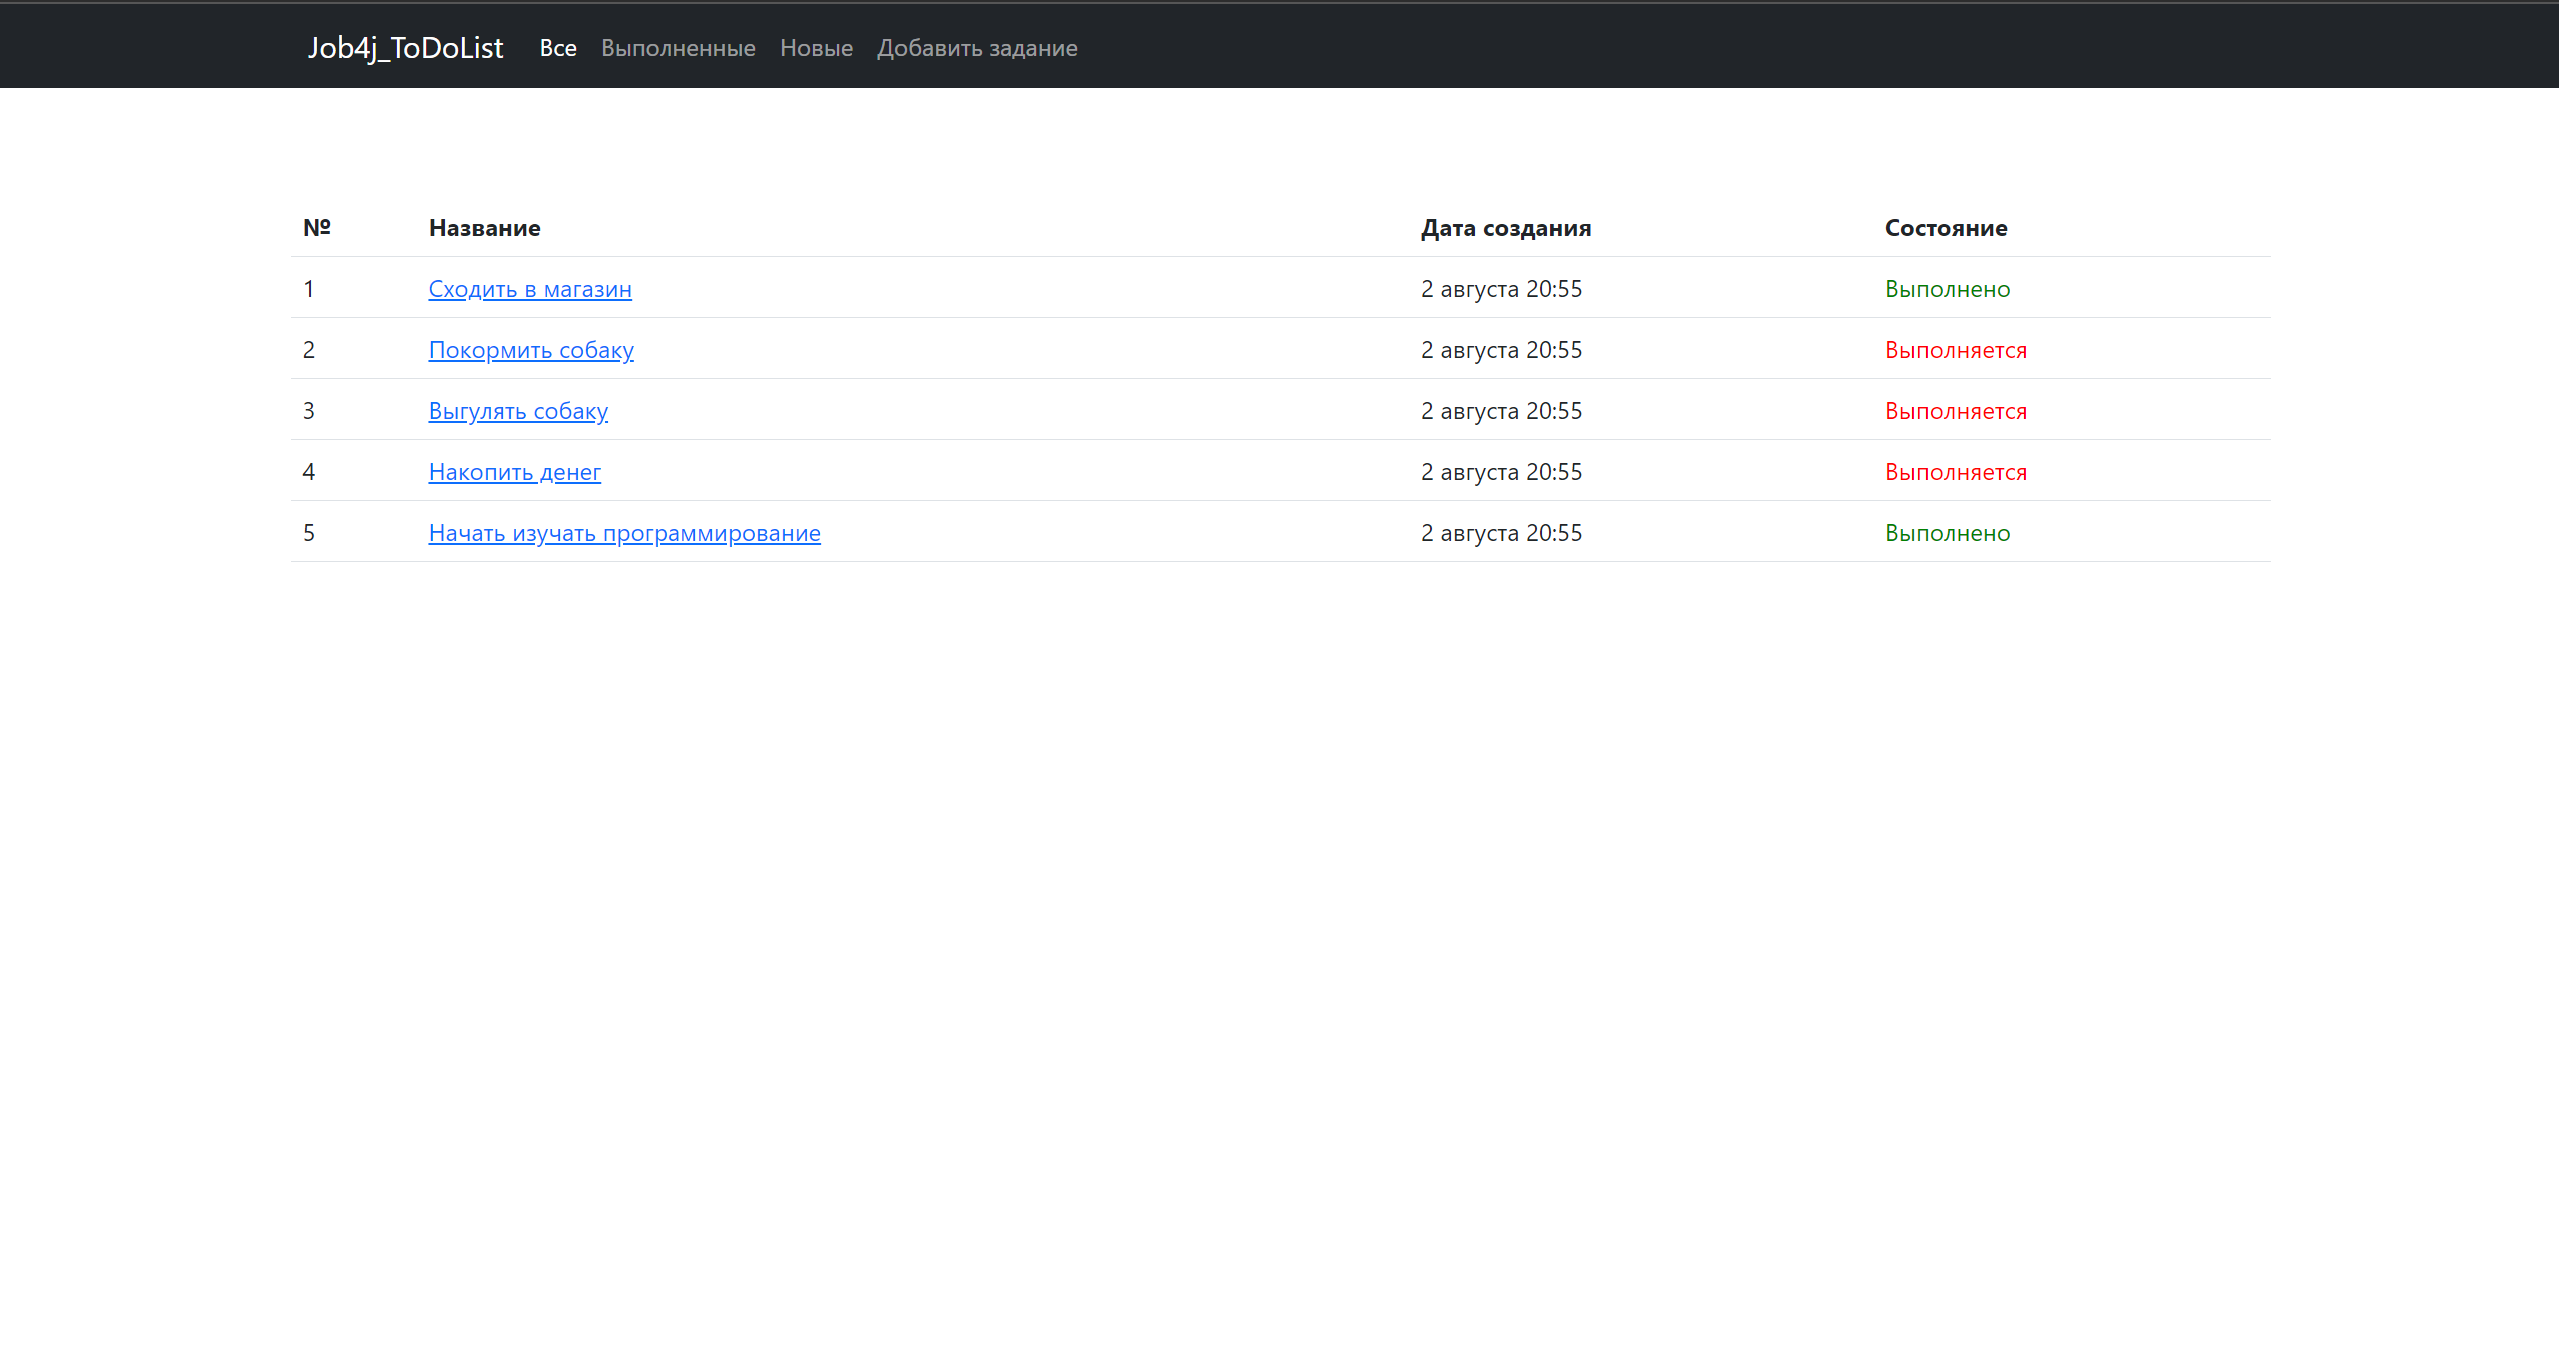 Job4j_ToDoList Все Выполненные Новые Добавить задание
№ Название Дата создания Состояние
1 Сходить в магазин 2 августа 20:55 Выполнено
2 Покормить собаку 2 августа 20:55 Выполняется
3 Выгулять собаку 2 августа 20:55 Выполняется
4 Накопить денег 2 августа 20:55 Выполняется
5 Начать изучать программирование 2 августа 20:55 Выполнено